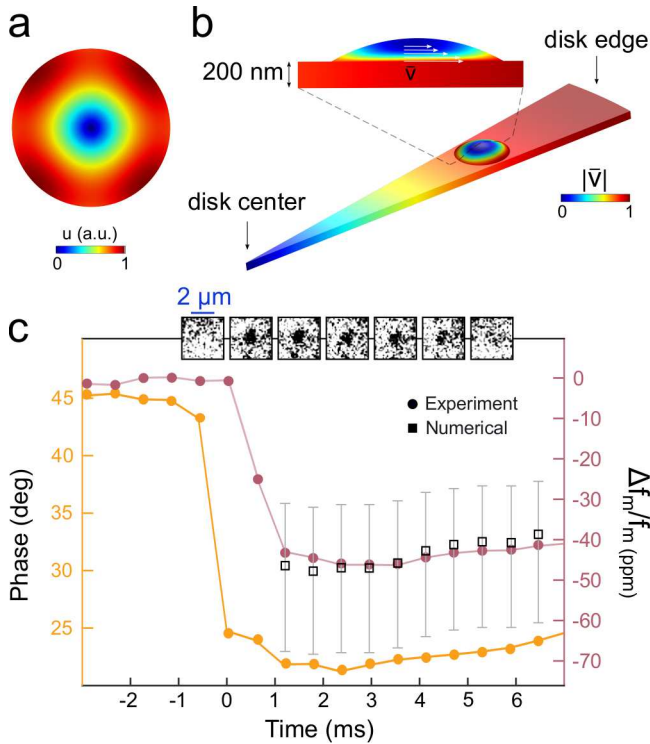 a
u (a.u.)
0 1
b
200 nm
v̄
disk edge
disk center
|v̄|
0 1
2 μm
c
Phase (deg)
45
40
35
30
25
Experiment
Numerical
0
-10
-20
-30
-40
-50
-60
-70
Δfm/fm (ppm)
-2 -1 0 1 2 3 4 5 6
Time (ms)